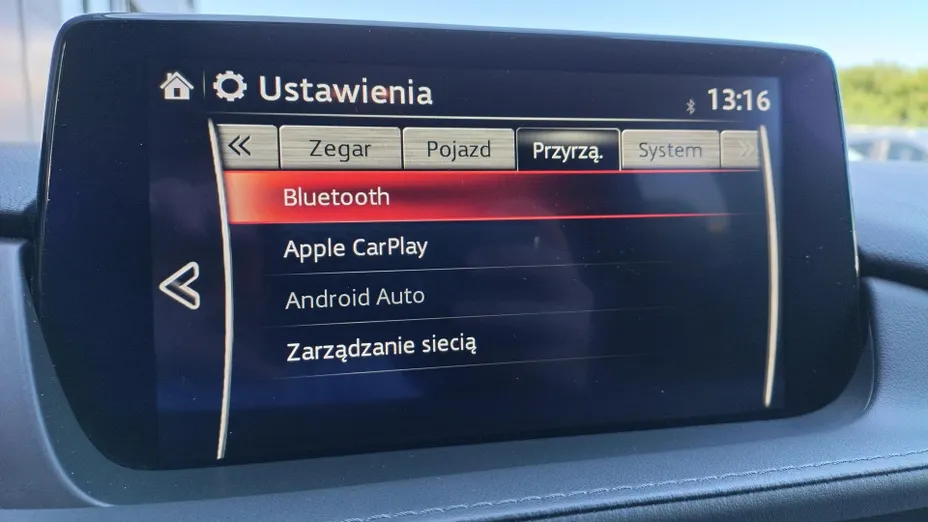 Ustawienia
13:16
Zegar
Pojazd
Przyrzą.
System
Bluetooth
Apple CarPlay
Android Auto
Zarządzanie siecią